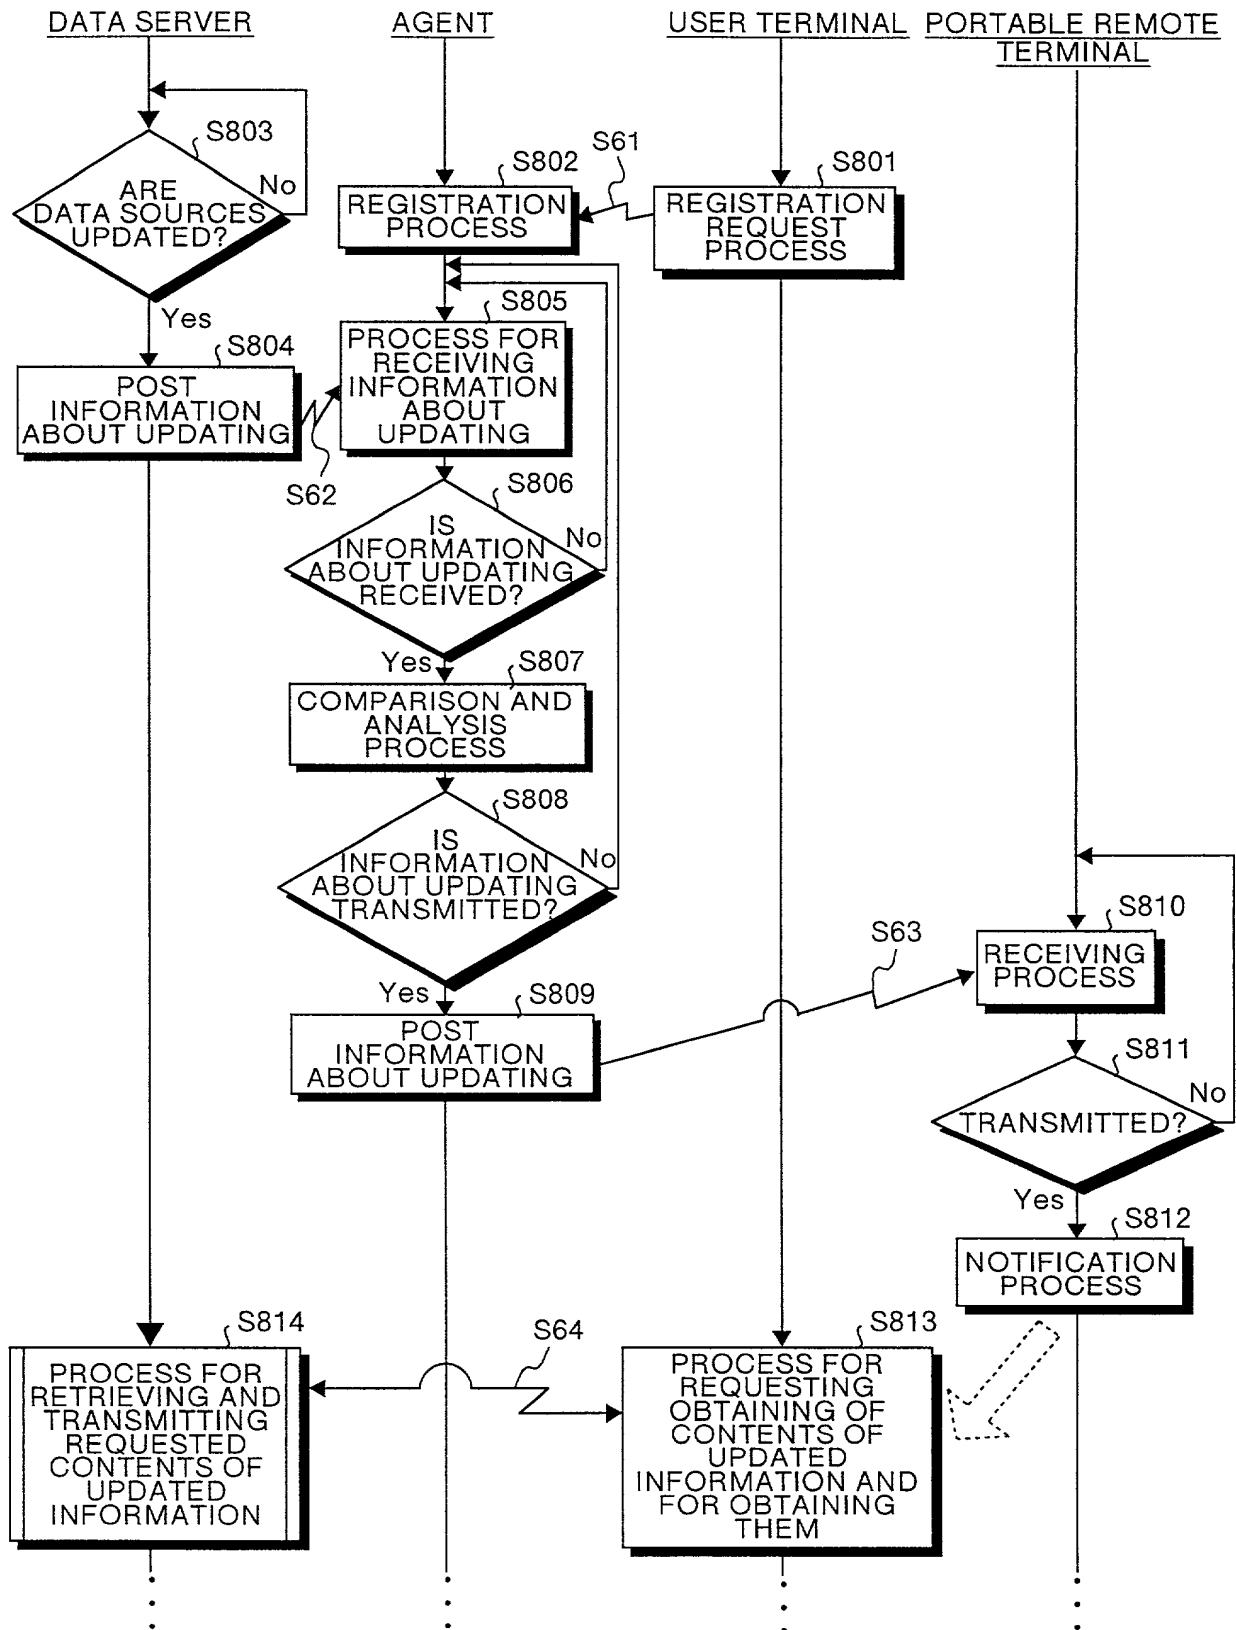 DATA SERVER
AGENT
USER TERMINAL
PORTABLE REMOTE
TERMINAL
S803
ARE
DATA SOURCES
UPDATED?
No
Yes
S802
REGISTRATION
PROCESS
S61
S801
REGISTRATION
REQUEST
PROCESS
S804
POST
INFORMATION
ABOUT UPDATING
S62
S805
PROCESS FOR
RECEIVING
INFORMATION
ABOUT
UPDATING
S806
IS
INFORMATION
ABOUT UPDATING
RECEIVED?
No
Yes
S807
COMPARISON AND
ANALYSIS
PROCESS
S808
IS
INFORMATION
ABOUT UPDATING
TRANSMITTED?
No
Yes
S809
POST
INFORMATION
ABOUT UPDATING
S63
S810
RECEIVING
PROCESS
S811
TRANSMITTED?
No
Yes
S812
NOTIFICATION
PROCESS
S814
PROCESS FOR
RETRIEVING AND
TRANSMITTING
REQUESTED
CONTENTS OF
UPDATED
INFORMATION
S64
S813
PROCESS FOR
REQUESTING
OBTAINING OF
CONTENTS OF
UPDATED
INFORMATION AND
FOR OBTAINING
THEM